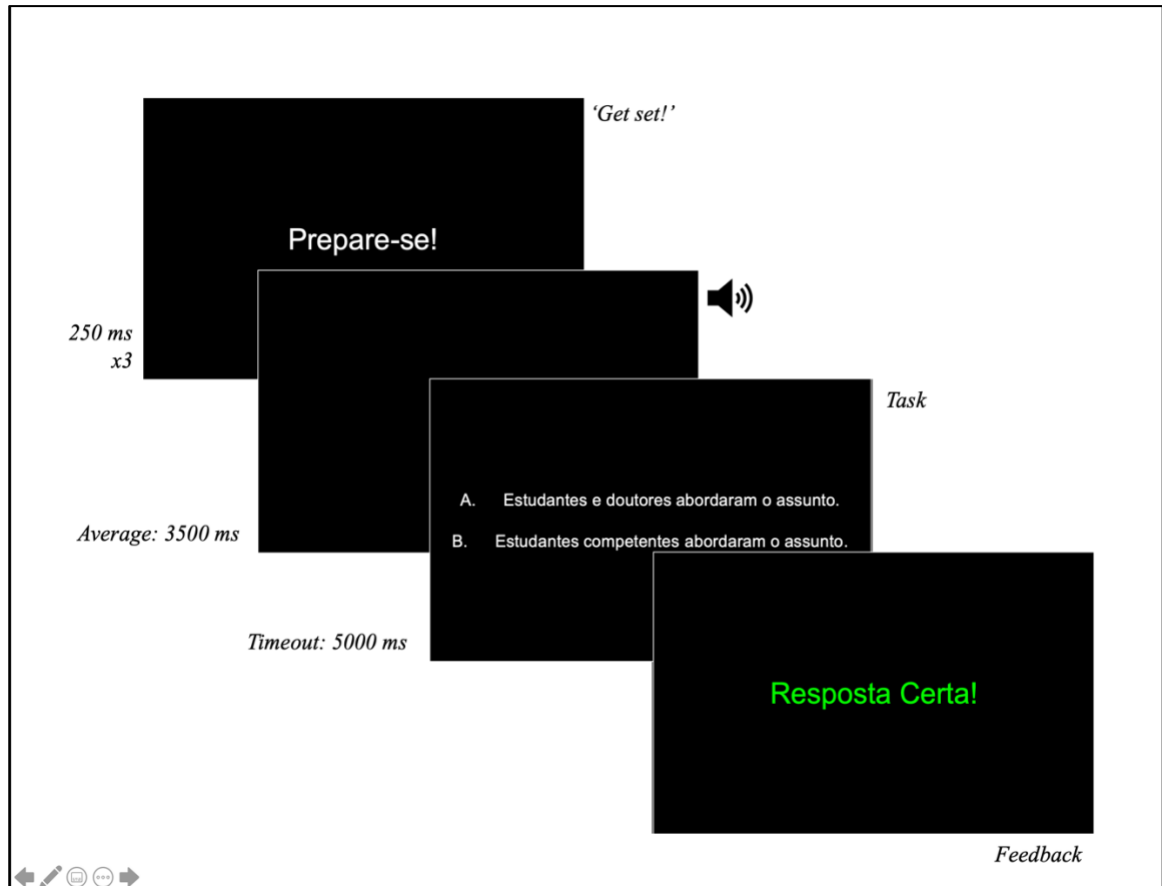 ‘Get set!’
Prepare-se!
250 ms
x3
Task
A. Estudantes e doutores abordaram o assunto.
Average: 3500 ms
B. Estudantes competentes abordaram o assunto.
Timeout: 5000 ms
Resposta Certa!
Feedback